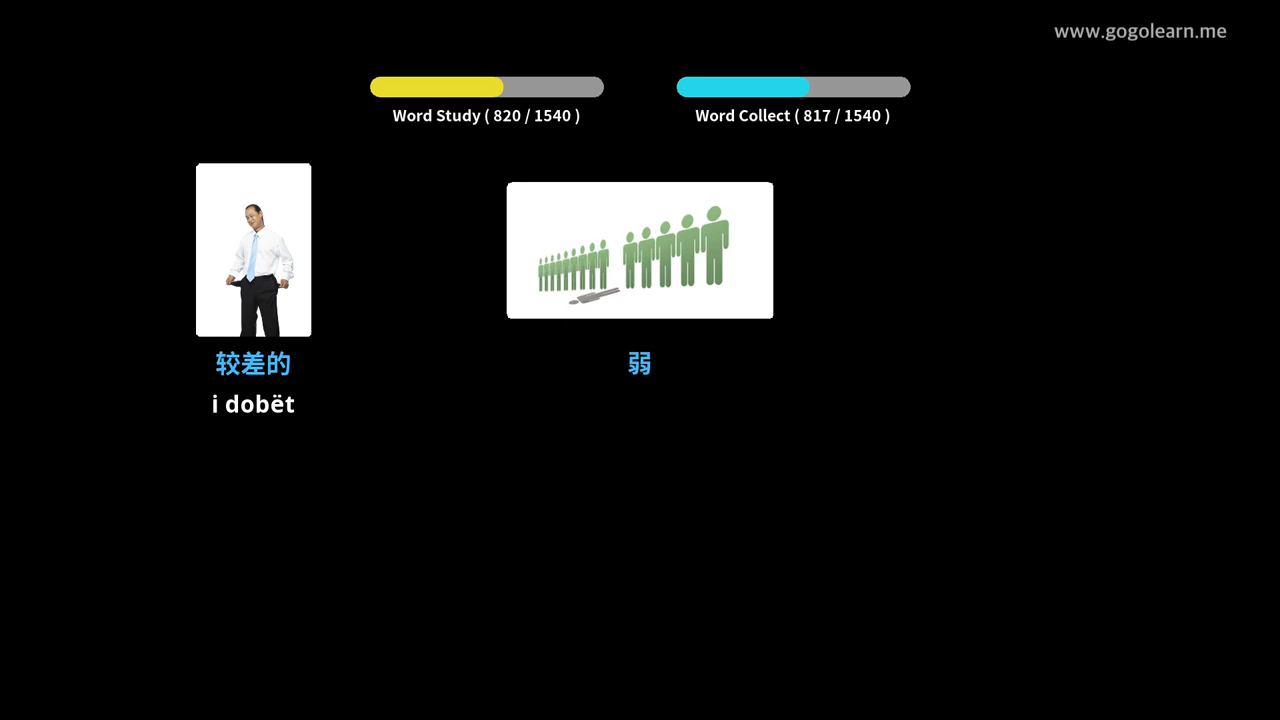 www.gogolearn.me
Word Study ( 820 / 1540 )
Word Collect ( 817 / 1540 )
较差的
弱
i dobët